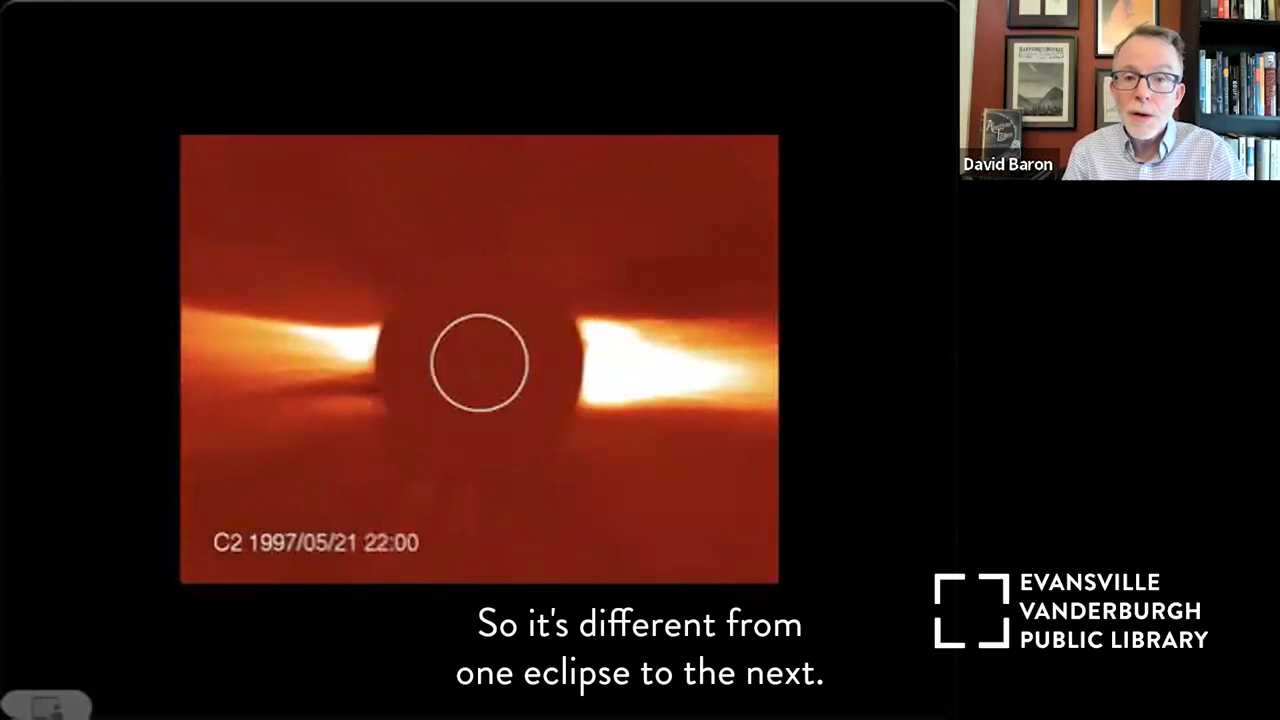 David Baron
C2 1997/05/21 22:00
So it's different from
one eclipse to the next.
EVANSVILLE
VANDERBURGH
PUBLIC LIBRARY